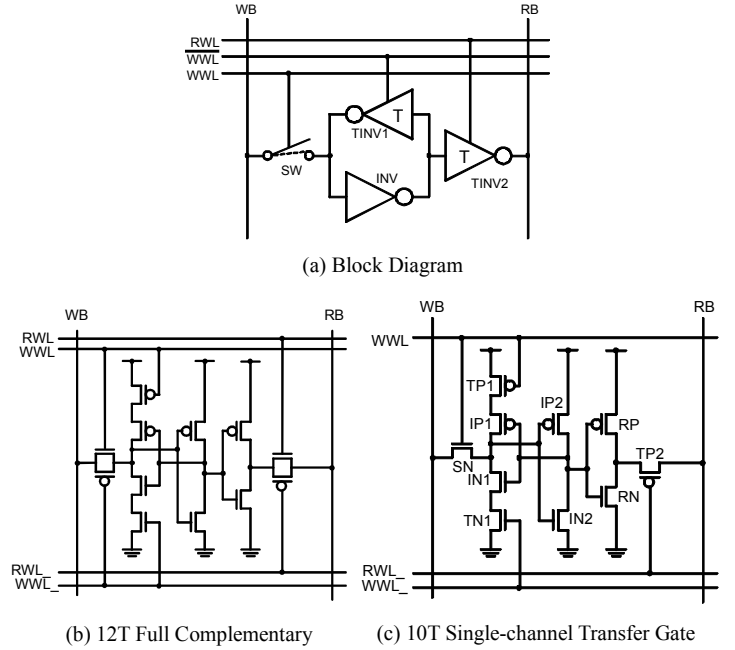 WB
RB
RWL
WWL
WWL
T
TINV1
T
SW
INV
TINV2
(a) Block Diagram
WB
RB
RWL
WWL
RWL_
WWL_
(b) 12T Full Complementary
WB
RB
WWL
TP1
IP1
IP2
RP
SN
IN1
TP2
TN1
IN2
RN
RWL_
WWL_
(c) 10T Single-channel Transfer Gate